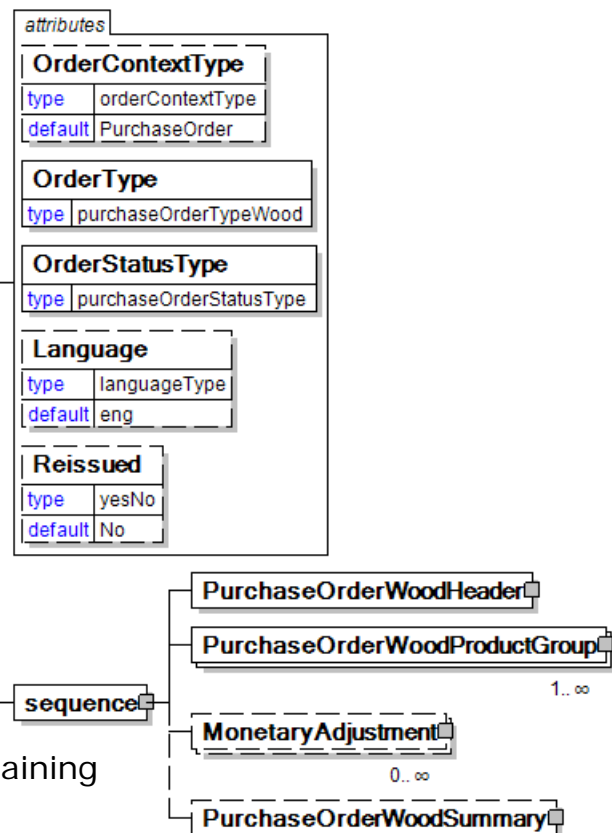 attributes
OrderContextType
type orderContextType
default PurchaseOrder
OrderType
type purchaseOrderTypeWood
OrderStatusType
type purchaseOrderStatusType
Language
type languageType
default eng
Reissued
type yesNo
default No
PurchaseOrderWoodHeader
PurchaseOrderWoodProductGroup
1.. ∞
sequence
MonetaryAdjustment
aining
0.. ∞
PurchaseOrderWoodSummary